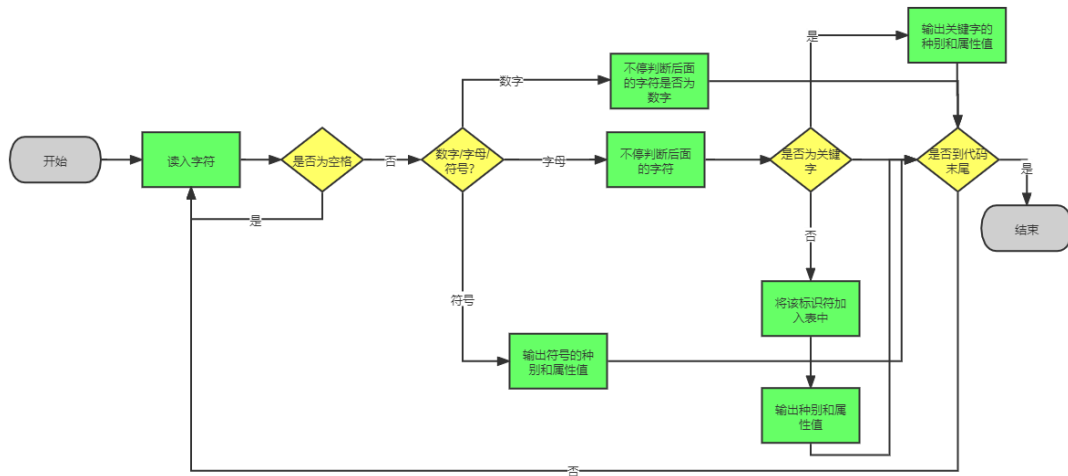 开始
读入字符
是否为空格
是
否
数字/字母/
符号?
数字
不停判断后面
的字符是否为
数字
字母
不停判断后面
的字符
符号
输出符号的种
别和属性值
是否为关键
字
是
输出关键字的
种别和属性值
否
将该标识符加
入表中
输出种别和属
性值
是否到代码
末尾
是
结束
否